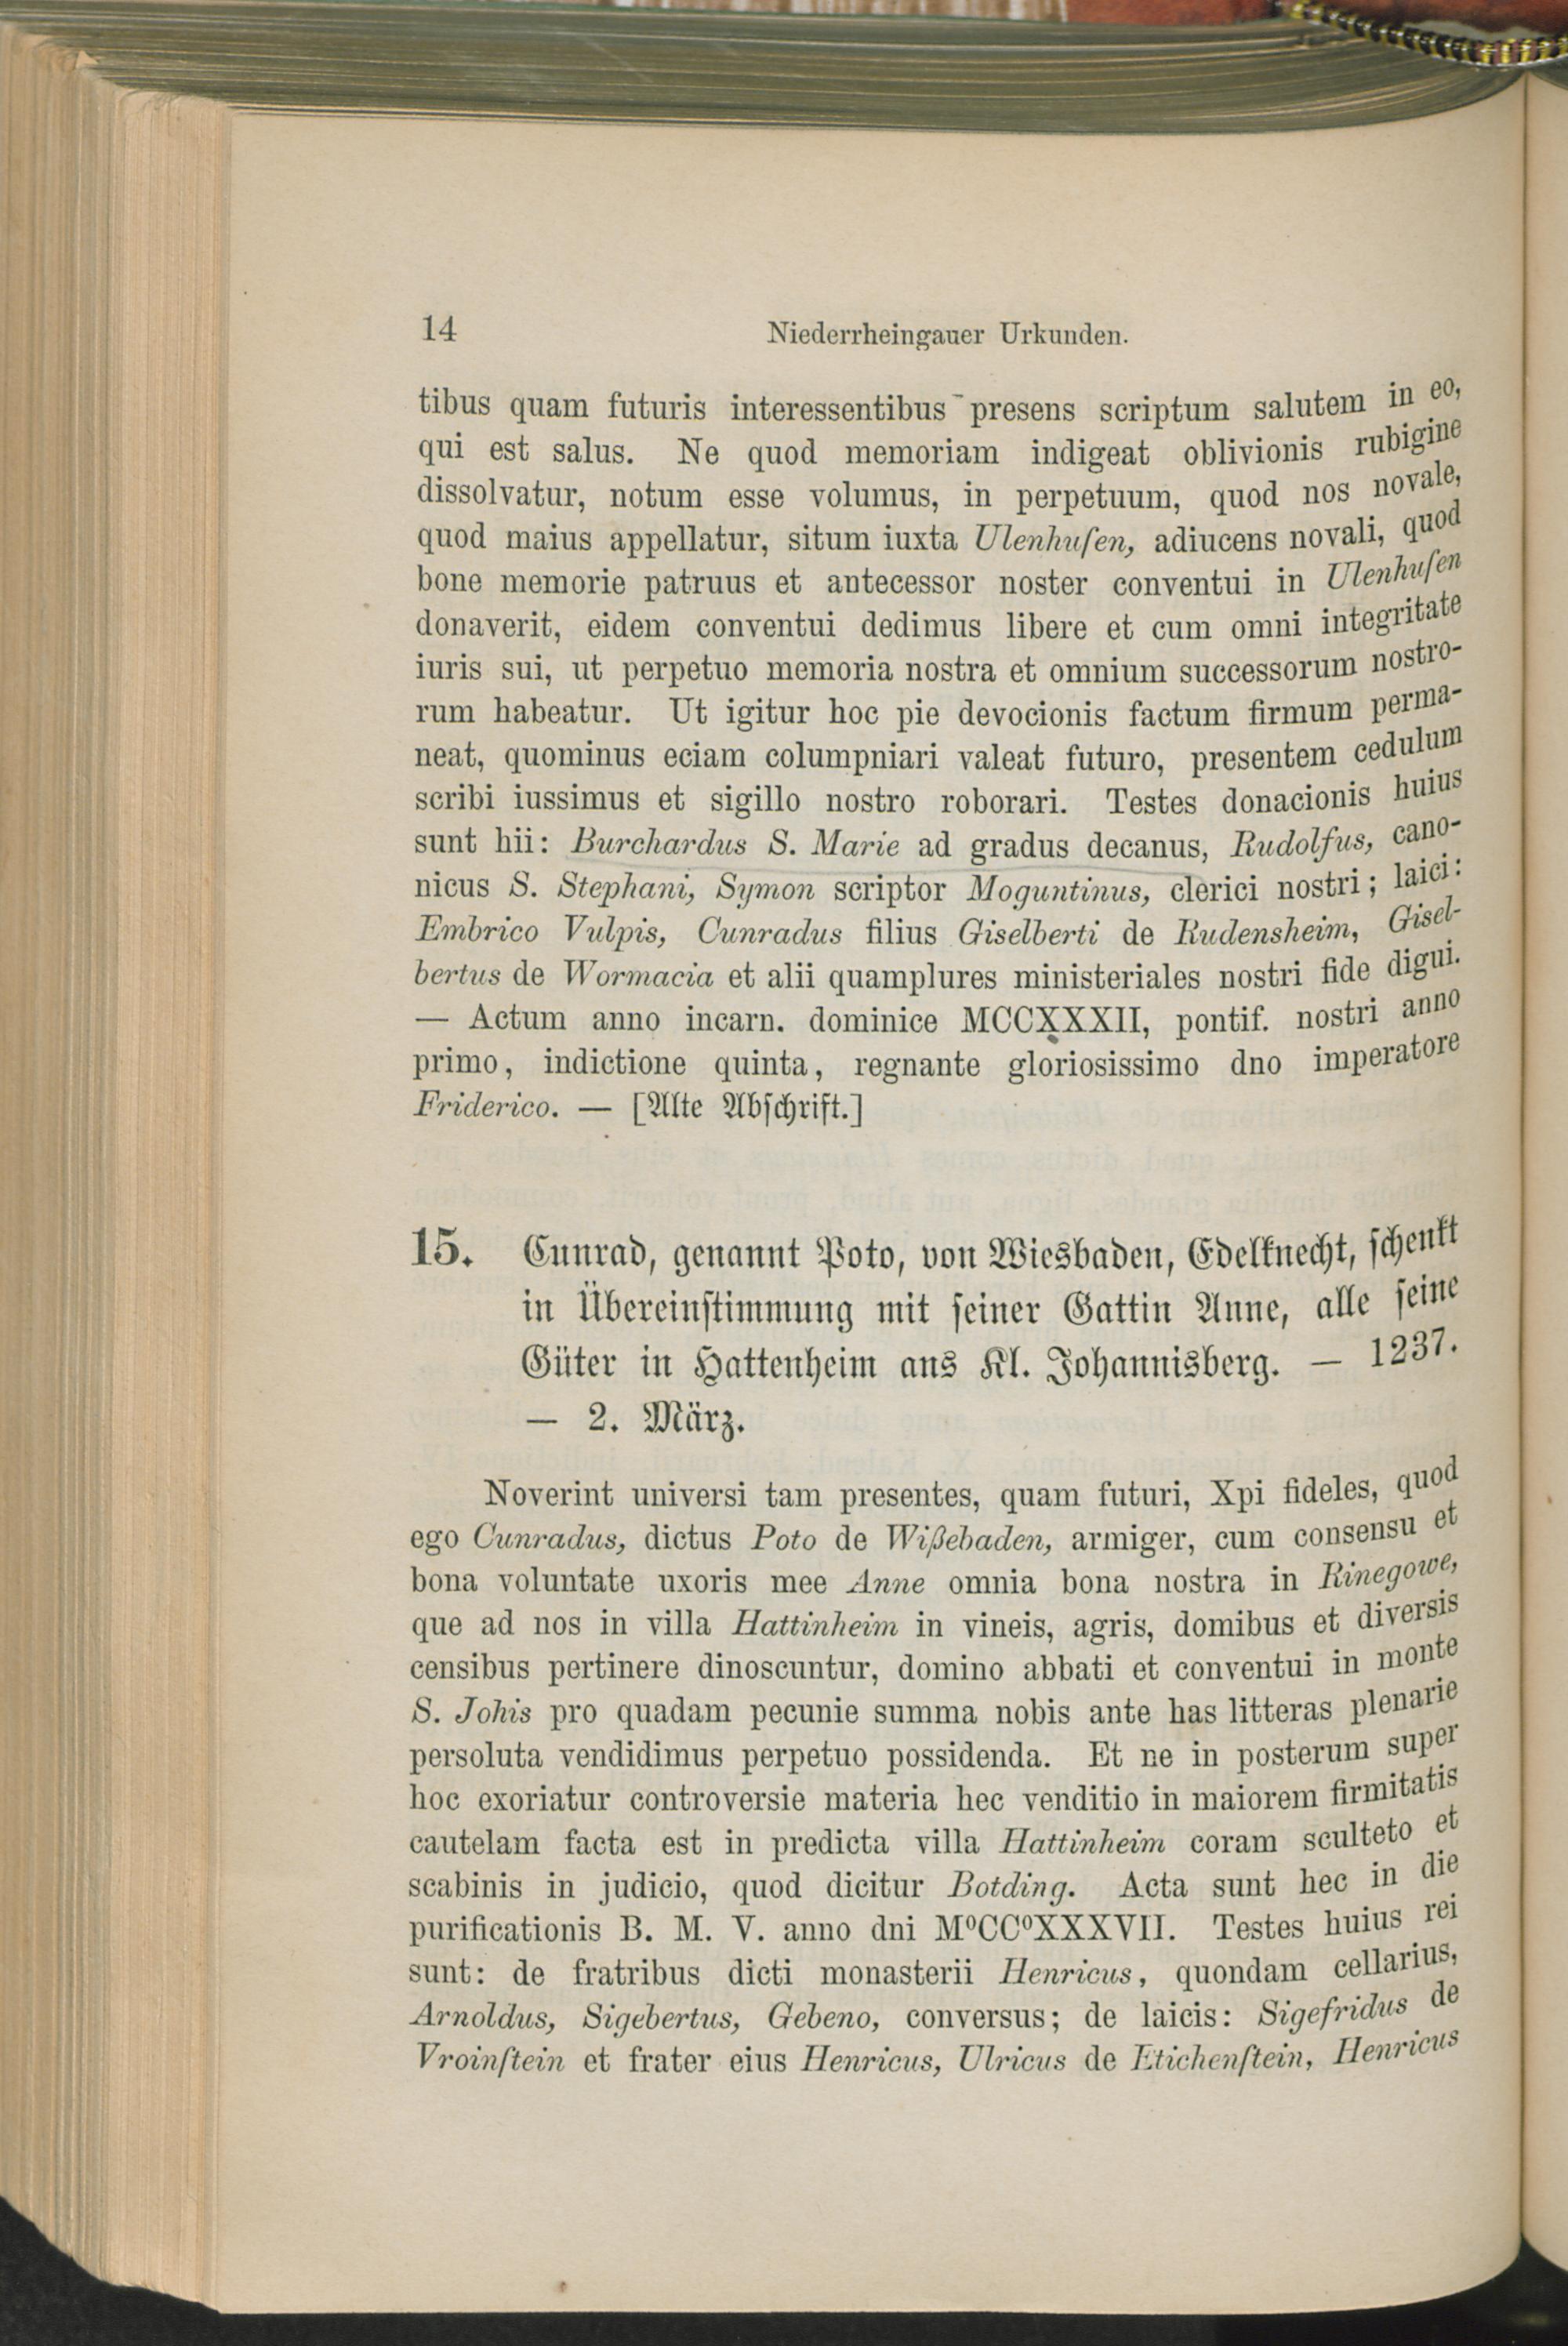 14 Niederrheingauer Urkunden.
tibus quam futuris interessentibus presens scriptum salutem in eo,
qui est salus. Ne quod memoriam indigeat oblivionis rubigine
dissolvatur, notum esse volumus, in perpetuum, quod nos novale,
quod maius appellatur, situm iuxta Ulenhuſen, adiucens novali, quod
bone memorie patruus et antecessor noster conventui in Ulenhuſen
donaverit, eidem conventui dedimus libere et cum omni integritate
iuris sui, ut perpetuo memoria nostra et omnium successorum nostro-
rum habeatur. Ut igitur hoc pie devocionis factum firmum perma-
neat, quominus eciam columpniari valeat futuro, presentem cedulum
scribi iussimus et sigillo nostro roborari. Testes donacionis huius
sunt hii: Burchardus S. Marie ad gradus decanus, Rudolfus, cano-
nicus S. Stephani, Symon scriptor Moguntinus, clerici nostri; laici:
Embrico Vulpis, Cunradus filius Giselberti de Rudensheim, Gisel-
bertus de Wormacia et alii quamplures ministeriales nostri fide digui.
— Actum anno incarn. dominice MCCXXXII, pontif. nostri anno
primo, indictione quinta, regnante gloriosissimo dno imperatore
Friderico. — [Alte Abſchrift.]
15. Cunrad, genannt Poto, von Wiesbaden, Edelknecht, ſchenkt
in Übereinſtimmung mit ſeiner Gattin Anne, alle ſeine
Güter in Hattenheim ans Kl. Johannisberg. — 1237.
— 2. März.
Noverint universi tam presentes, quam futuri, Xpi fideles, quod
ego Cunradus, dictus Poto de Wißebaden, armiger, cum consensu et
bona voluntate uxoris mee Anne omnia bona nostra in Rinegowe,
que ad nos in villa Hattinheim in vineis, agris, domibus et diversis
censibus pertinere dinoscuntur, domino abbati et conventui in monte
S. Johis pro quadam pecunie summa nobis ante has litteras plenarie
persoluta vendidimus perpetuo possidenda. Et ne in posterum super
hoc exoriatur controversie materia hec venditio in maiorem firmitatis
cautelam facta est in predicta villa Hattinheim coram sculteto et
scabinis in judicio, quod dicitur Botding. Acta sunt hec in die
purificationis B. M. V. anno dni MºCCºXXXVII. Testes huius rei
sunt: de fratribus dicti monasterii Henricus, quondam cellarius,
Arnoldus, Sigebertus, Gebeno, conversus; de laicis: Sigefridus de
Vroinſtein et frater eius Henricus, Ulricus de Etichenſtein, Henricus